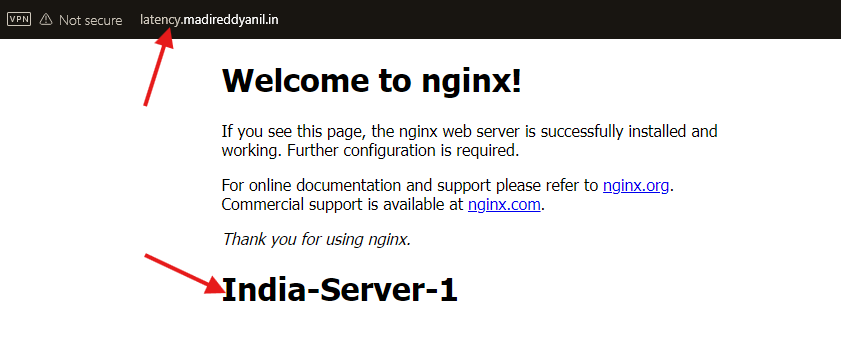 VPN Not secure latency.madireddyanil.in
Welcome to nginx!
If you see this page, the nginx web server is successfully installed and
working. Further configuration is required.
For online documentation and support please refer to nginx.org.
Commercial support is available at nginx.com.
Thank you for using nginx.
India-Server-1